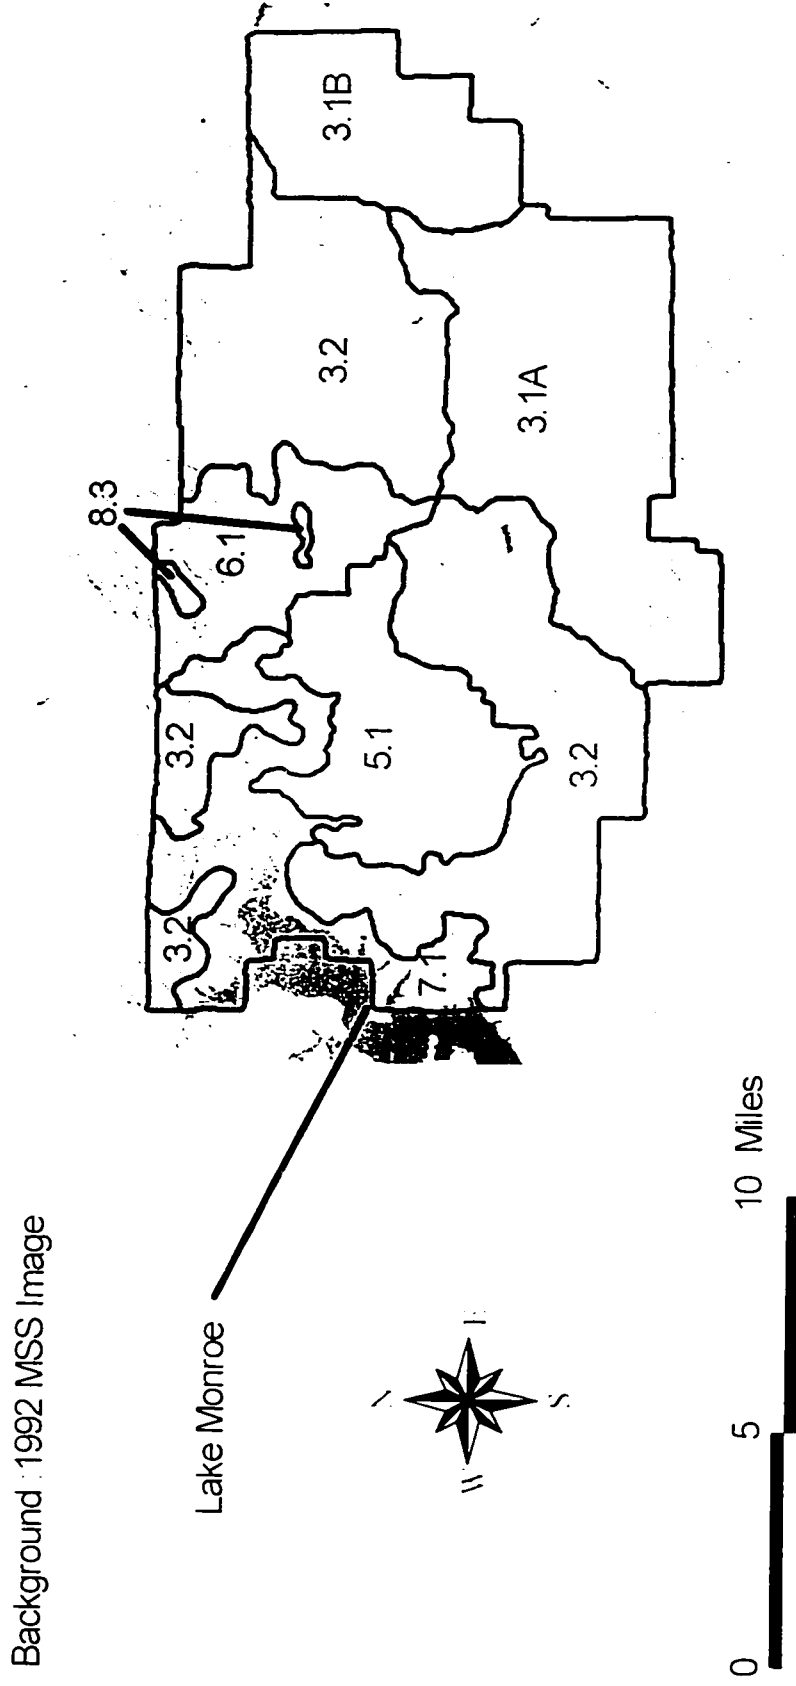 Background : 1992 MSS Image
Lake Monroe
8.3
3.2
3.2
6.1
3.2
3.1B
5.1
7.1
3.2
3.1A
N
W
E
S
0
5
10 Miles